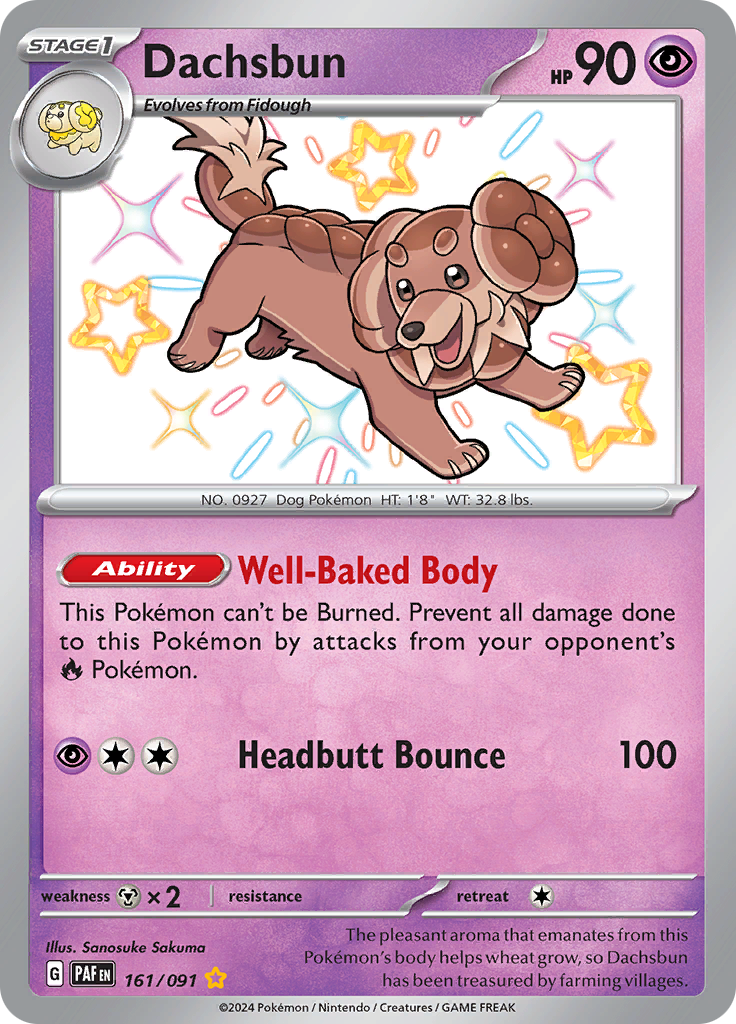 STAGE1
Dachsbun
HP 90
Evolves from Fidough
NO. 0927 Dog Pokémon HT: 1'8" WT: 32.8 lbs.
Ability Well-Baked Body
This Pokémon can't be Burned. Prevent all damage done
to this Pokémon by attacks from your opponent's
Pokémon.
Headbutt Bounce 100
weakness ×2 resistance retreat
Illus. Sanosuke Sakuma
G PAF EN 161/091
The pleasant aroma that emanates from this
Pokémon's body helps wheat grow, so Dachsbun
has been treasured by farming villages.
©2024 Pokémon / Nintendo / Creatures / GAME FREAK